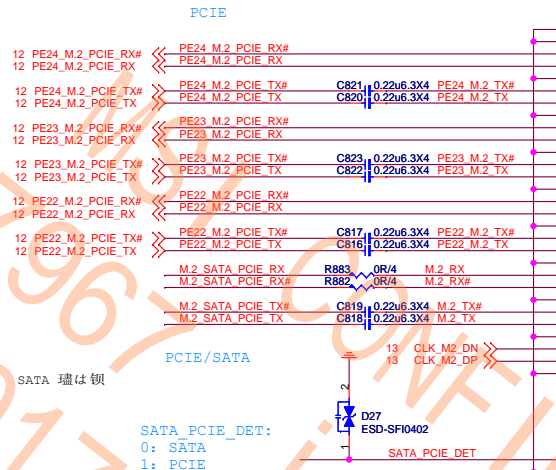 PCIE
12 PE24_M.2_PCIE_RX# PE24_M.2_PCIE_RX#
12 PE24_M.2_PCIE_RX PE24_M.2_PCIE_RX
12 PE24_M.2_PCIE_TX# PE24_M.2_PCIE_TX# C821 0.22u6.3X4 PE24_M.2_TX#
12 PE24_M.2_PCIE_TX PE24_M.2_PCIE_TX C820 0.22u6.3X4 PE24_M.2_TX
12 PE23_M.2_PCIE_RX# PE23_M.2_PCIE_RX#
12 PE23_M.2_PCIE_RX PE23_M.2_PCIE_RX
12 PE23_M.2_PCIE_TX# PE23_M.2_PCIE_TX# C823 0.22u6.3X4 PE23_M.2_TX#
12 PE23_M.2_PCIE_TX PE23_M.2_PCIE_TX C822 0.22u6.3X4 PE23_M.2_TX
12 PE22_M.2_PCIE_RX# PE22_M.2_PCIE_RX#
12 PE22_M.2_PCIE_RX PE22_M.2_PCIE_RX
12 PE22_M.2_PCIE_TX# PE22_M.2_PCIE_TX# C817 0.22u6.3X4 PE22_M.2_TX#
12 PE22_M.2_PCIE_TX PE22_M.2_PCIE_TX C816 0.22u6.3X4 PE22_M.2_TX
M.2_SATA_PCIE_RX R883 0R/4 M.2_RX
M.2_SATA_PCIE_RX# R882 0R/4 M.2_RX#
M.2_SATA_PCIE_TX# C819 0.22u6.3X4 M.2_TX#
M.2_SATA_PCIE_TX C818 0.22u6.3X4 M.2_TX
13 CLK_M2_DN
13 CLK_M2_DP
PCIE/SATA
SATA 璶は钡
2
D27
ESD-SFI0402
1
SATA_PCIE_DET:
0: SATA
1: PCIE
SATA_PCIE_DET
MSI CONFI
7967